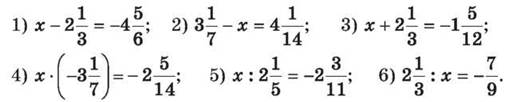 1) x − 2 1/3 = −4 5/6; 2) 3 1/7 − x = 4 1/14; 3) x + 2 1/3 = −1 5/12;
4) x · (−3 1/7) = −2 5/14; 5) x : 2 1/5 = −2 3/11; 6) 2 1/3 : x = −7/9.